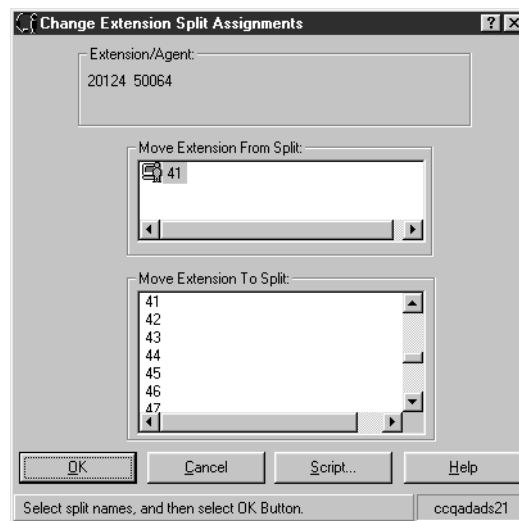 Change Extension Split Assignments
Extension/Agent:
20124 50064
Move Extension From Split:
41
Move Extension To Split:
41
42
43
44
45
46
47
OK
Cancel
Script...
Help
Select split names, and then select OK Button.
ccqadads21